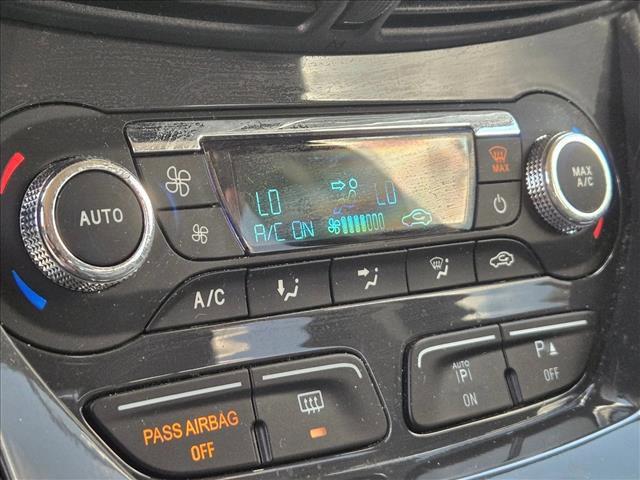 AUTO
LO LO
A/C ON
MAX
MAX
A/C
A/C
PASS AIRBAG
OFF
AUTO
P
ON
P
OFF